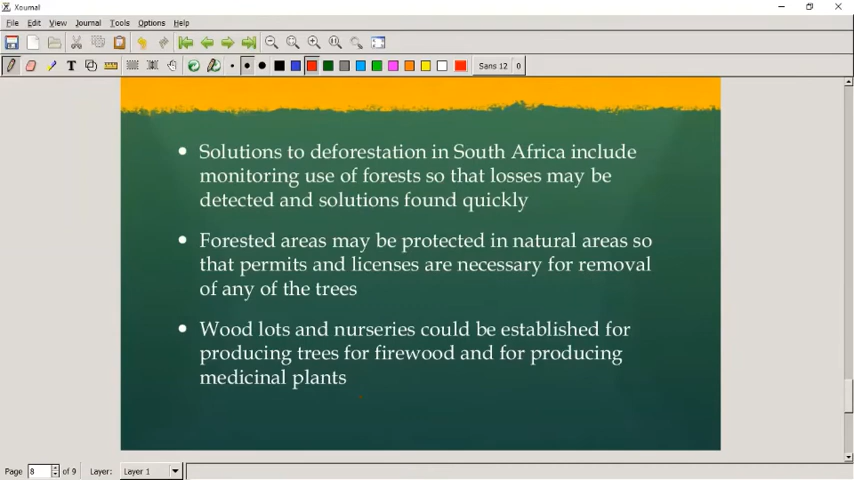 Xournal
File Edit View Journal Tools Options Help
Sans 12 0
• Solutions to deforestation in South Africa include
monitoring use of forests so that losses may be
detected and solutions found quickly
• Forested areas may be protected in natural areas so
that permits and licenses are necessary for removal
of any of the trees
• Wood lots and nurseries could be established for
producing trees for firewood and for producing
medicinal plants
Page 8 of 9 Layer: Layer 1